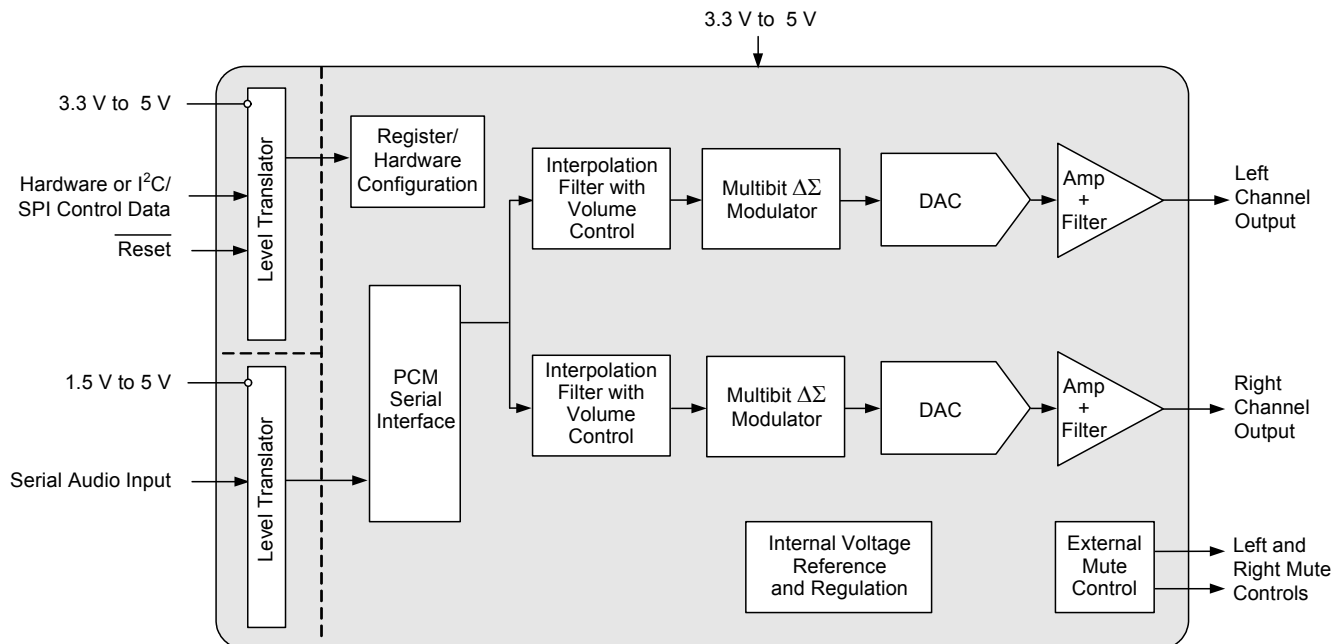 3.3 V to 5 V
3.3 V to 5 V
Hardware or I²C/
SPI Control Data
Reset
Level Translator
Register/
Hardware
Configuration
Interpolation
Filter with
Volume
Control
Multibit ΔΣ
Modulator
DAC
Amp
+
Filter
Left
Channel
Output
1.5 V to 5 V
Serial Audio Input
Level Translator
PCM
Serial
Interface
Interpolation
Filter with
Volume
Control
Multibit ΔΣ
Modulator
DAC
Amp
+
Filter
Right
Channel
Output
Internal Voltage
Reference
and Regulation
External
Mute
Control
Left and
Right Mute
Controls